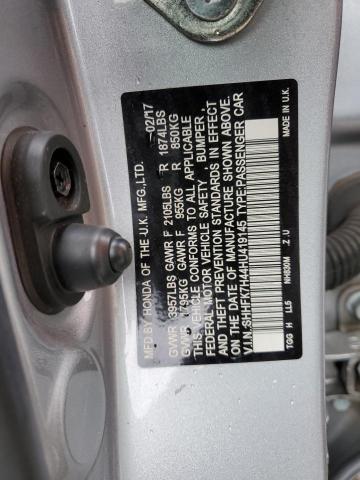 MFD.BY HONDA OF THE U.K. MFG.,LTD. 02/17
GVWR 3957LBS GAWR F 2105LBS R 1874LBS
GVWR 1795KG GAWR F 955KG R 850KG
THIS VEHICLE CONFORMS TO ALL APPLICABLE
FEDERAL MOTOR VEHICLE SAFETY , BUMPER ,
AND THEFT PREVENTION STANDARDS IN EFFECT
ON THE DATE OF MANUFACTURE SHOWN ABOVE.
V.I.N.:SHHFK7H44HU419145 TYPE:PASSENGER CAR
NH830M Z U MADE IN U.K.
TGG H LL5